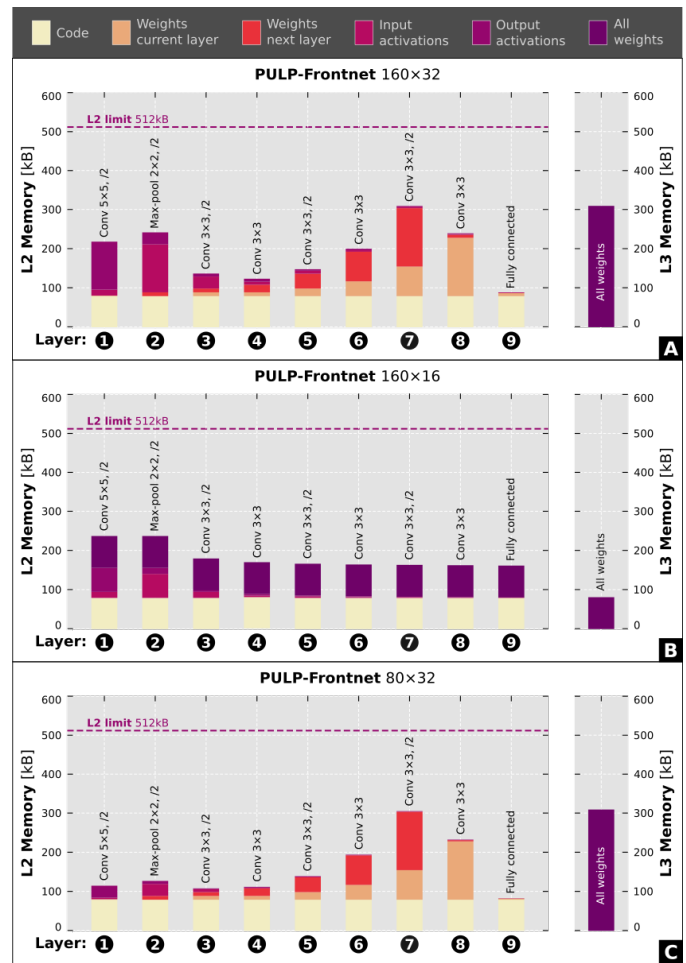 Code
Weights current layer
Weights next layer
Input activations
Output activations
All weights
PULP-Frontnet 160×32
L2 Memory [kB]
600
500
400
300
200
100
0
L2 limit 512kB
Conv 5×5, /2
Max-pool 2×2, /2
Conv 3×3, /2
Conv 3×3
Conv 3×3, /2
Conv 3×3
Conv 3×3, /2
Conv 3×3
Fully connected
All weights
600
500
400
300
200
100
0
L3 Memory [kB]
Layer: 1 2 3 4 5 6 7 8 9
A
PULP-Frontnet 160×16
L2 Memory [kB]
600
500
400
300
200
100
0
L2 limit 512kB
Conv 5×5, /2
Max-pool 2×2, /2
Conv 3×3, /2
Conv 3×3
Conv 3×3, /2
Conv 3×3
Conv 3×3, /2
Conv 3×3
Fully connected
All weights
600
500
400
300
200
100
0
L3 Memory [kB]
Layer: 1 2 3 4 5 6 7 8 9
B
PULP-Frontnet 80×32
L2 Memory [kB]
600
500
400
300
200
100
0
L2 limit 512kB
Conv 5×5, /2
Max-pool 2×2, /2
Conv 3×3, /2
Conv 3×3
Conv 3×3, /2
Conv 3×3
Conv 3×3, /2
Conv 3×3
Fully connected
All weights
600
500
400
300
200
100
0
L3 Memory [kB]
Layer: 1 2 3 4 5 6 7 8 9
C